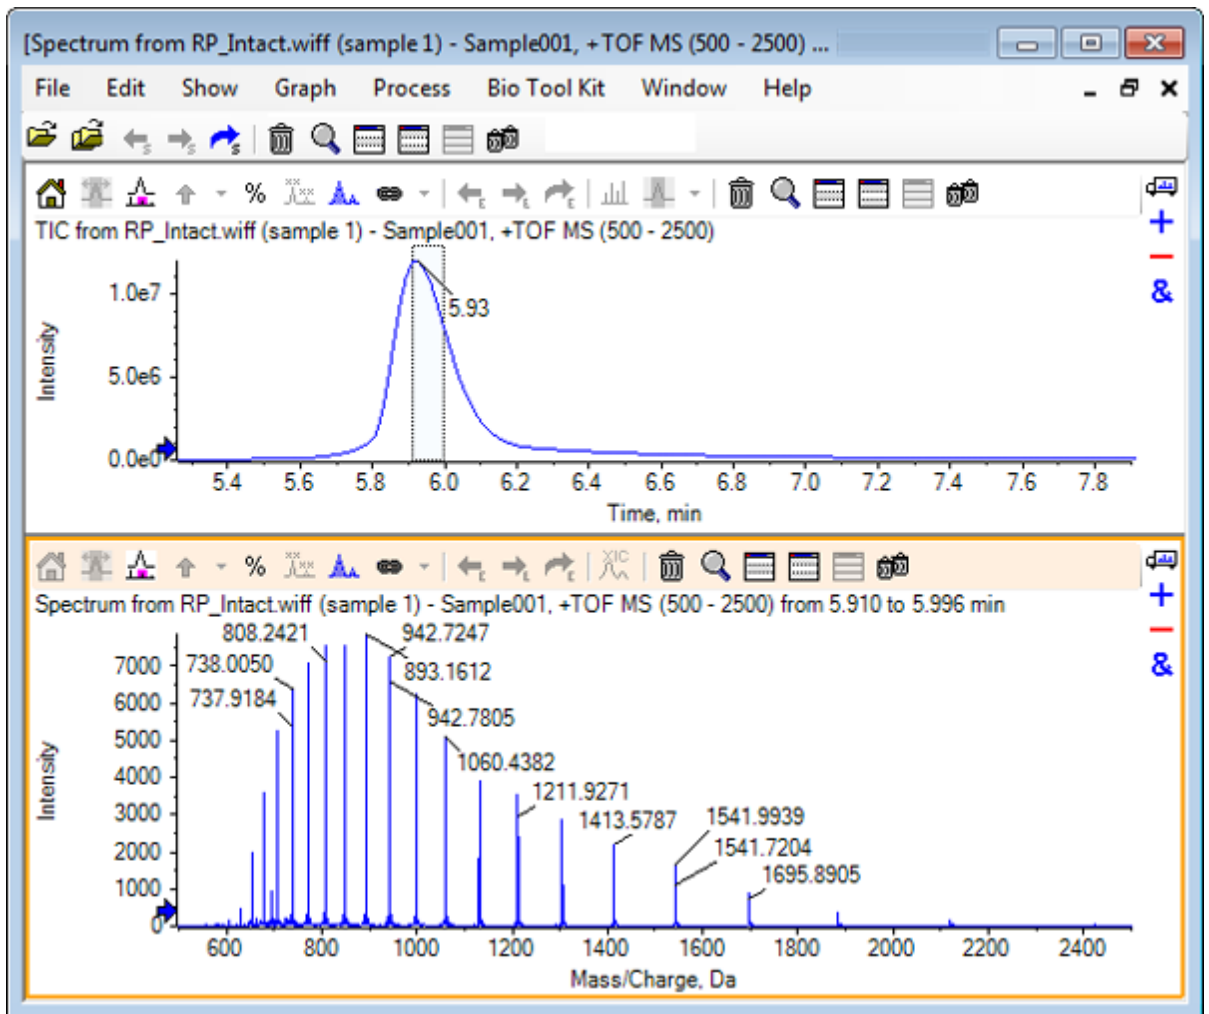 [Spectrum from RP_Intact.wiff (sample 1) - Sample001, +TOF MS (500 - 2500) ...
File Edit Show Graph Process Bio Tool Kit Window Help
%
TIC from RP_Intact.wiff (sample 1) - Sample001, +TOF MS (500 - 2500)
&
Intensity
1.0e7
5.0e6
0.0e0
5.93
5.4 5.6 5.8 6.0 6.2 6.4 6.6 6.8 7.0 7.2 7.4 7.6 7.8
Time, min
% XIC
Spectrum from RP_Intact.wiff (sample 1) - Sample001, +TOF MS (500 - 2500) from 5.910 to 5.996 min
&
Intensity
7000
6000
5000
4000
3000
2000
1000
0
808.2421
942.7247
738.0050
893.1612
737.9184
942.7805
1060.4382
1211.9271
1413.5787
1541.9939
1541.7204
1695.8905
600 800 1000 1200 1400 1600 1800 2000 2200 2400
Mass/Charge, Da